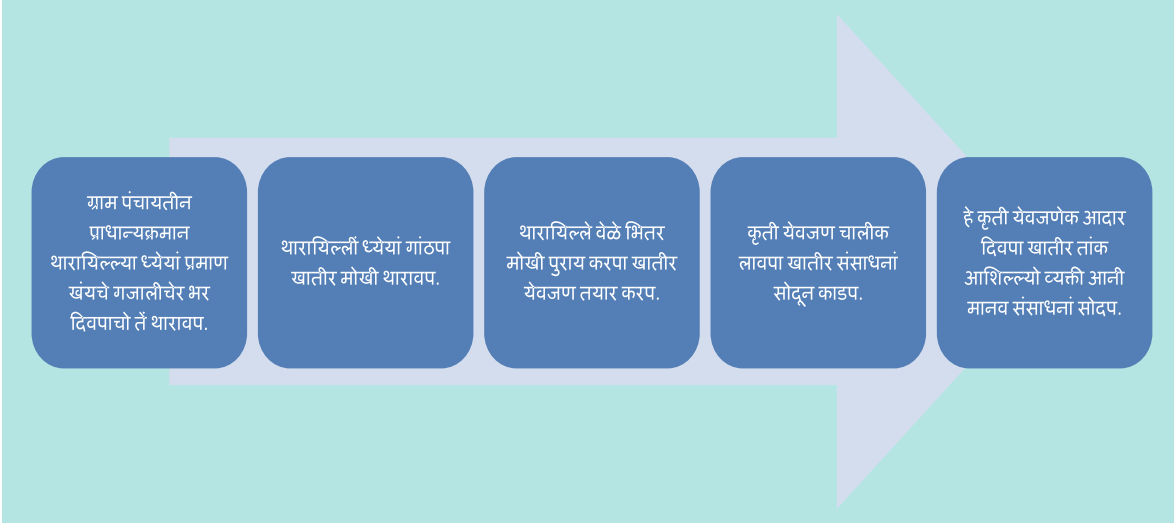 ग्राम पंचायतीन
प्राधान्यक्रमान
थारायिल्ल्या ध्येयां प्रमाण
खंयचे गजालीचेर भर
दिवपाचो तें थारावप.
थारायिल्लीं ध्येयां गांठपा
खातीर मोखी थारावप.
थारायिल्ले वेळे भितर
मोखी पुराय करपा खातीर
येवजण तयार करप.
कृती येवजण चालीक
लावपा खातीर संसाधनां
सोदून काडप.
हे कृती येवजणेक आदार
दिवपा खातीर तांक
आशिल्ल्यो व्यक्ती आनी
मानव संसाधनां सोदप.